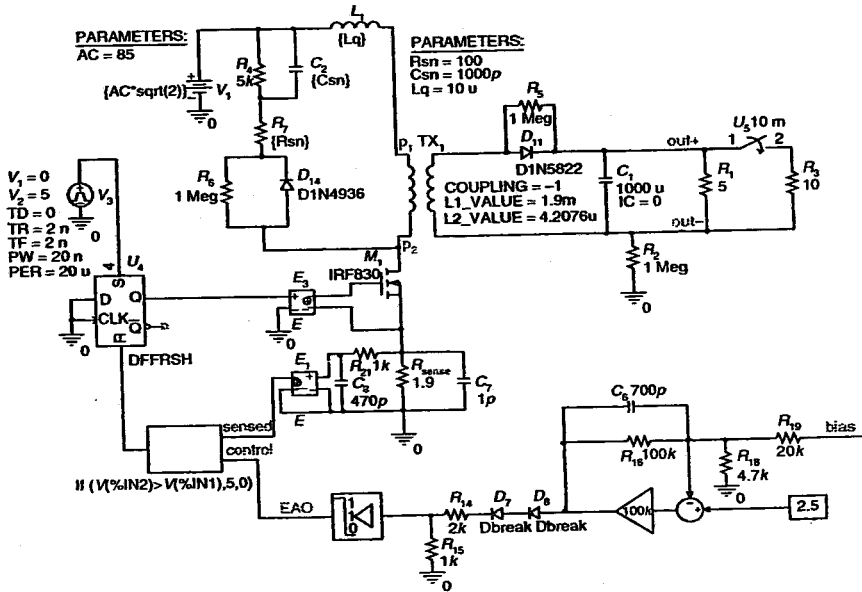 L1
{Lq}
PARAMETERS:
AC = 85
R4
5k
C2
{Csn}
PARAMETERS:
Rsn = 100
Csn = 1000p
Lq = 10 u
{AC*sqrt(2)}
V1
0
R7
{Rsn}
R5
1 Meg
D11
D1N5822
U5 10 m
1
2
P1
TX1
out+
R6
1 Meg
D14
D1N4936
COUPLING = –1
L1_VALUE = 1.9m
L2_VALUE = 4.2076u
C1
1000 u
IC = 0
R1
5
R3
10
V1 = 0
V2 = 5
TD = 0
TR = 2 n
TF = 2 n
PW = 20 n
PER = 20 u
V3
0
out–
P2
M1
IRF830
R2
1 Meg
0
U4
4
S
D
Q
CLK
Q
R
0
DFFRSH
E3
E
0
E1
E
R21
1k
C8
470p
Rsense
1.9
C7
1p
0
sensed
control
If (V(%IN2)>V(%IN1),5,0)
C6 700p
R16
100k
R19
20k
bias
R18
4.7k
0
EAO
1
0
R14
2k
D7
D8
Dbreak
Dbreak
100k
2.5
R15
1k
0